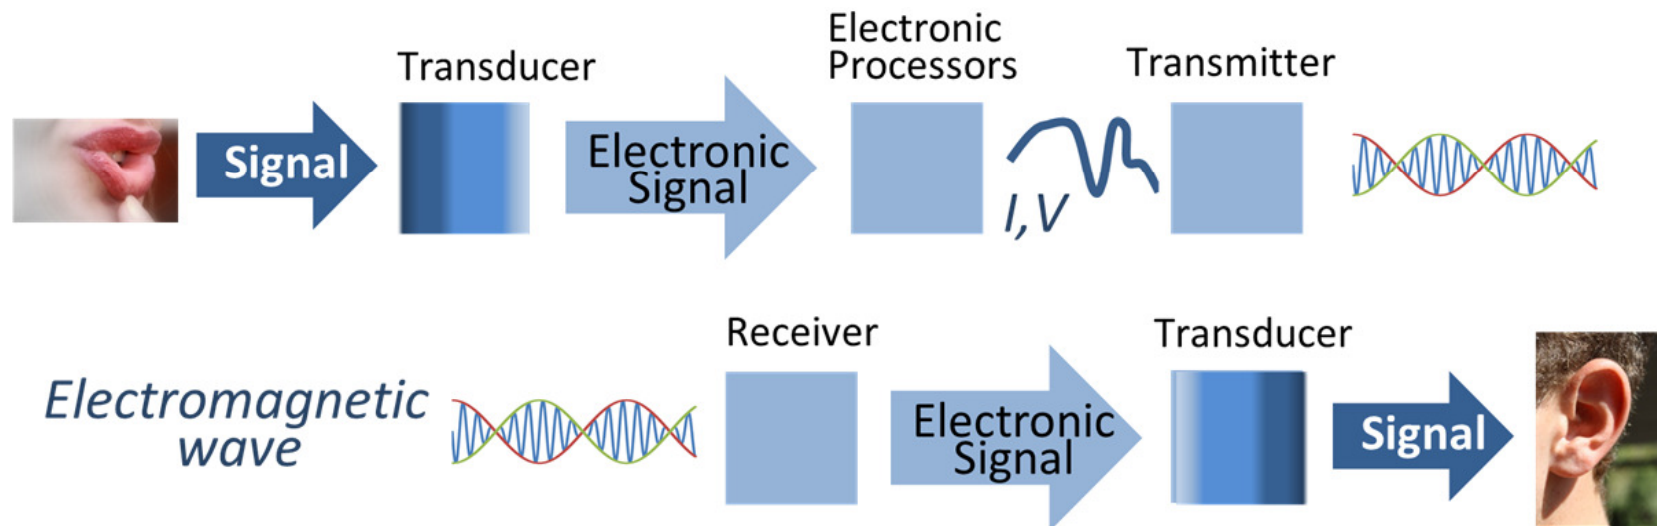 Transducer
Electronic
Processors
Transmitter
Signal
Electronic
Signal
I, V
Receiver
Transducer
Electromagnetic
wave
Electronic
Signal
Signal